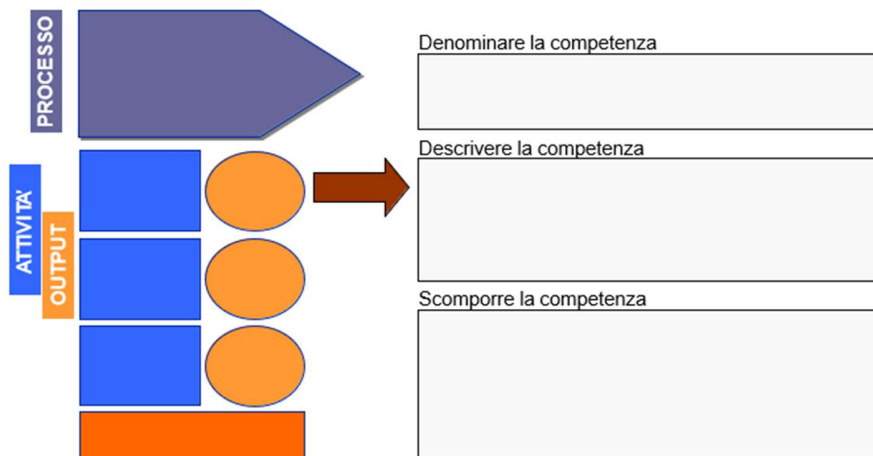 PROCESSO
ATTIVITA'
OUTPUT
Denominare la competenza
Descrivere la competenza
Scomporre la competenza